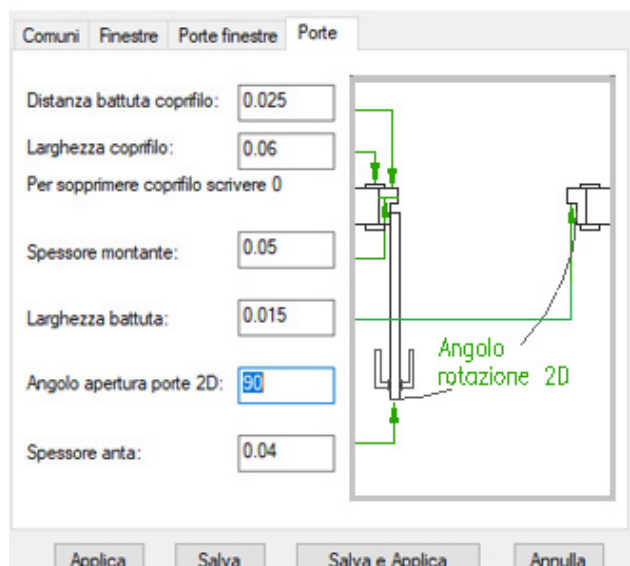 Comuni Finestre Porte finestre Porte
Distanza battuta coprifilo: 0.025
Larghezza coprifilo: 0.06
Per sopprimere coprifilo scrivere 0
Spessore montante: 0.05
Larghezza battuta: 0.015
Angolo apertura porte 2D: 90
Spessore anta: 0.04
Angolo
rotazione 2D
Applica Salva Salva e Applica Annulla